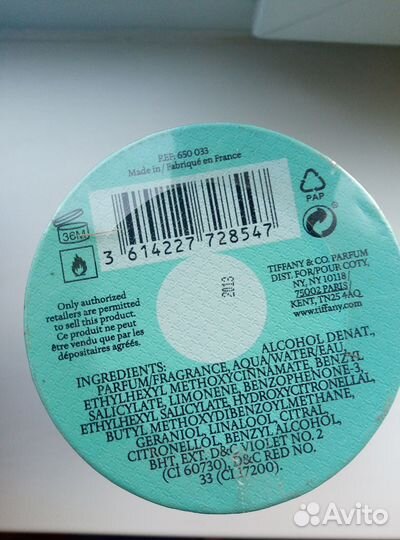 REF: 650 033
Made in / Fabriqué en France
3 614227 728547
36M
PAP
Only authorized
retailers are permitted
to sell this product.
Ce produit ne peut
être vendu que par les
dépositaires agréés.
TIFFANY & CO. PARFUM
DIST. FOR/POUR COTY,
NY, NY 10118
75002 PARIS
KENT, TN25 4AQ
www.tiffany.com
INGREDIENTS: ALCOHOL DENAT.,
PARFUM/FRAGRANCE, AQUA/WATER/EAU,
ETHYLHEXYL METHOXYCINNAMATE, BENZYL
SALICYLATE, LIMONENE, BENZOPHENONE-3,
ETHYLHEXYL SALICYLATE, HYDROXYCITRONELLAL,
BUTYL METHOXYDIBENZOYLMETHANE,
GERANIOL, LINALOOL, CITRAL,
CITRONELLOL, BENZYL ALCOHOL,
BHT, EXT. D&C VIOLET NO. 2
(CI 60730), D&C RED NO.
33 (CI 17200).
Avito